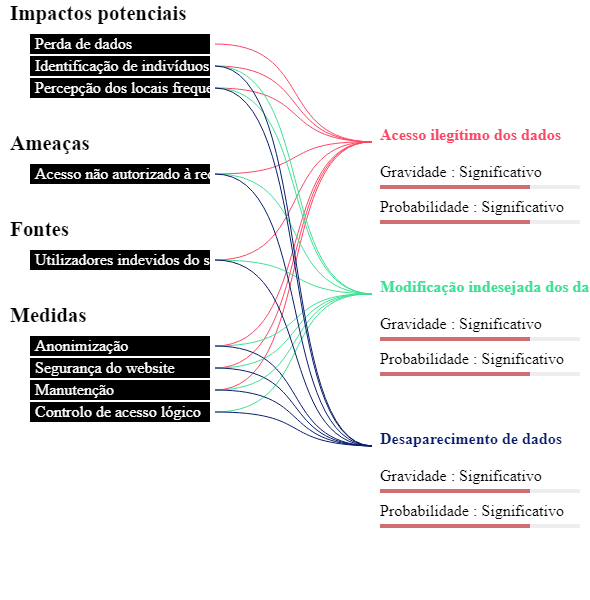 Impactos potenciais
Perda de dados
Identificação de indivíduos
Percepção dos locais freque
Ameaças
Acesso não autorizado à rec
Fontes
Utilizadores indevidos do s
Medidas
Anonimização
Segurança do website
Manutenção
Controlo de acesso lógico
Acesso ilegítimo dos dados
Gravidade : Significativo
Probabilidade : Significativo
Modificação indesejada dos da
Gravidade : Significativo
Probabilidade : Significativo
Desaparecimento de dados
Gravidade : Significativo
Probabilidade : Significativo